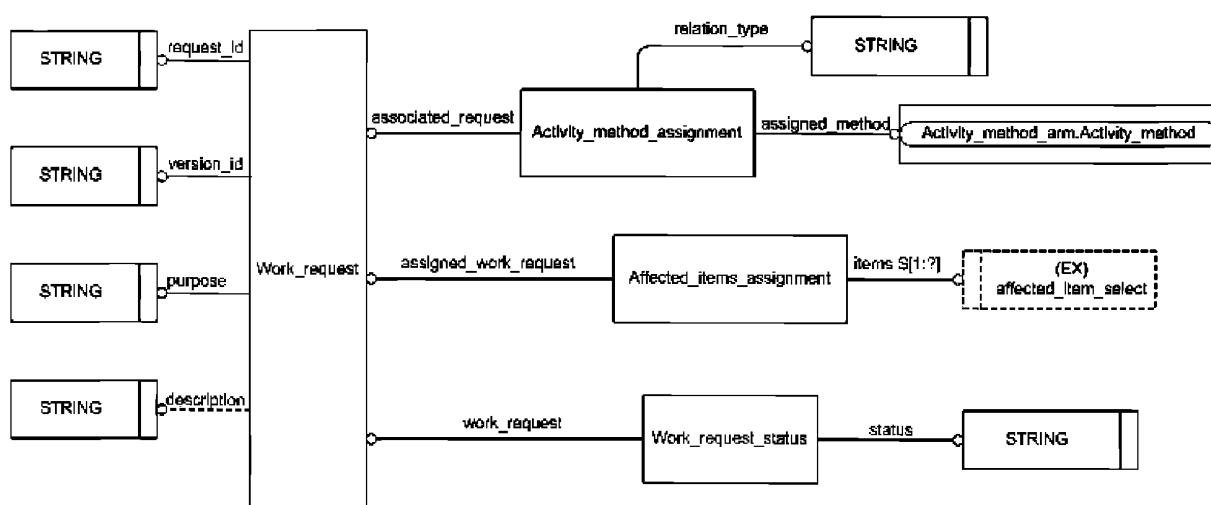 relation_type
STRING
request_id
STRING
associated_request
Activity_method_assignment
assigned_method
Activity_method_arm.Activity_method
version_id
STRING
Work_request
assigned_work_request
Affected_items_assignment
items S[1:?]
(EX)
affected_item_select
purpose
STRING
description
STRING
work_request
Work_request_status
status
STRING